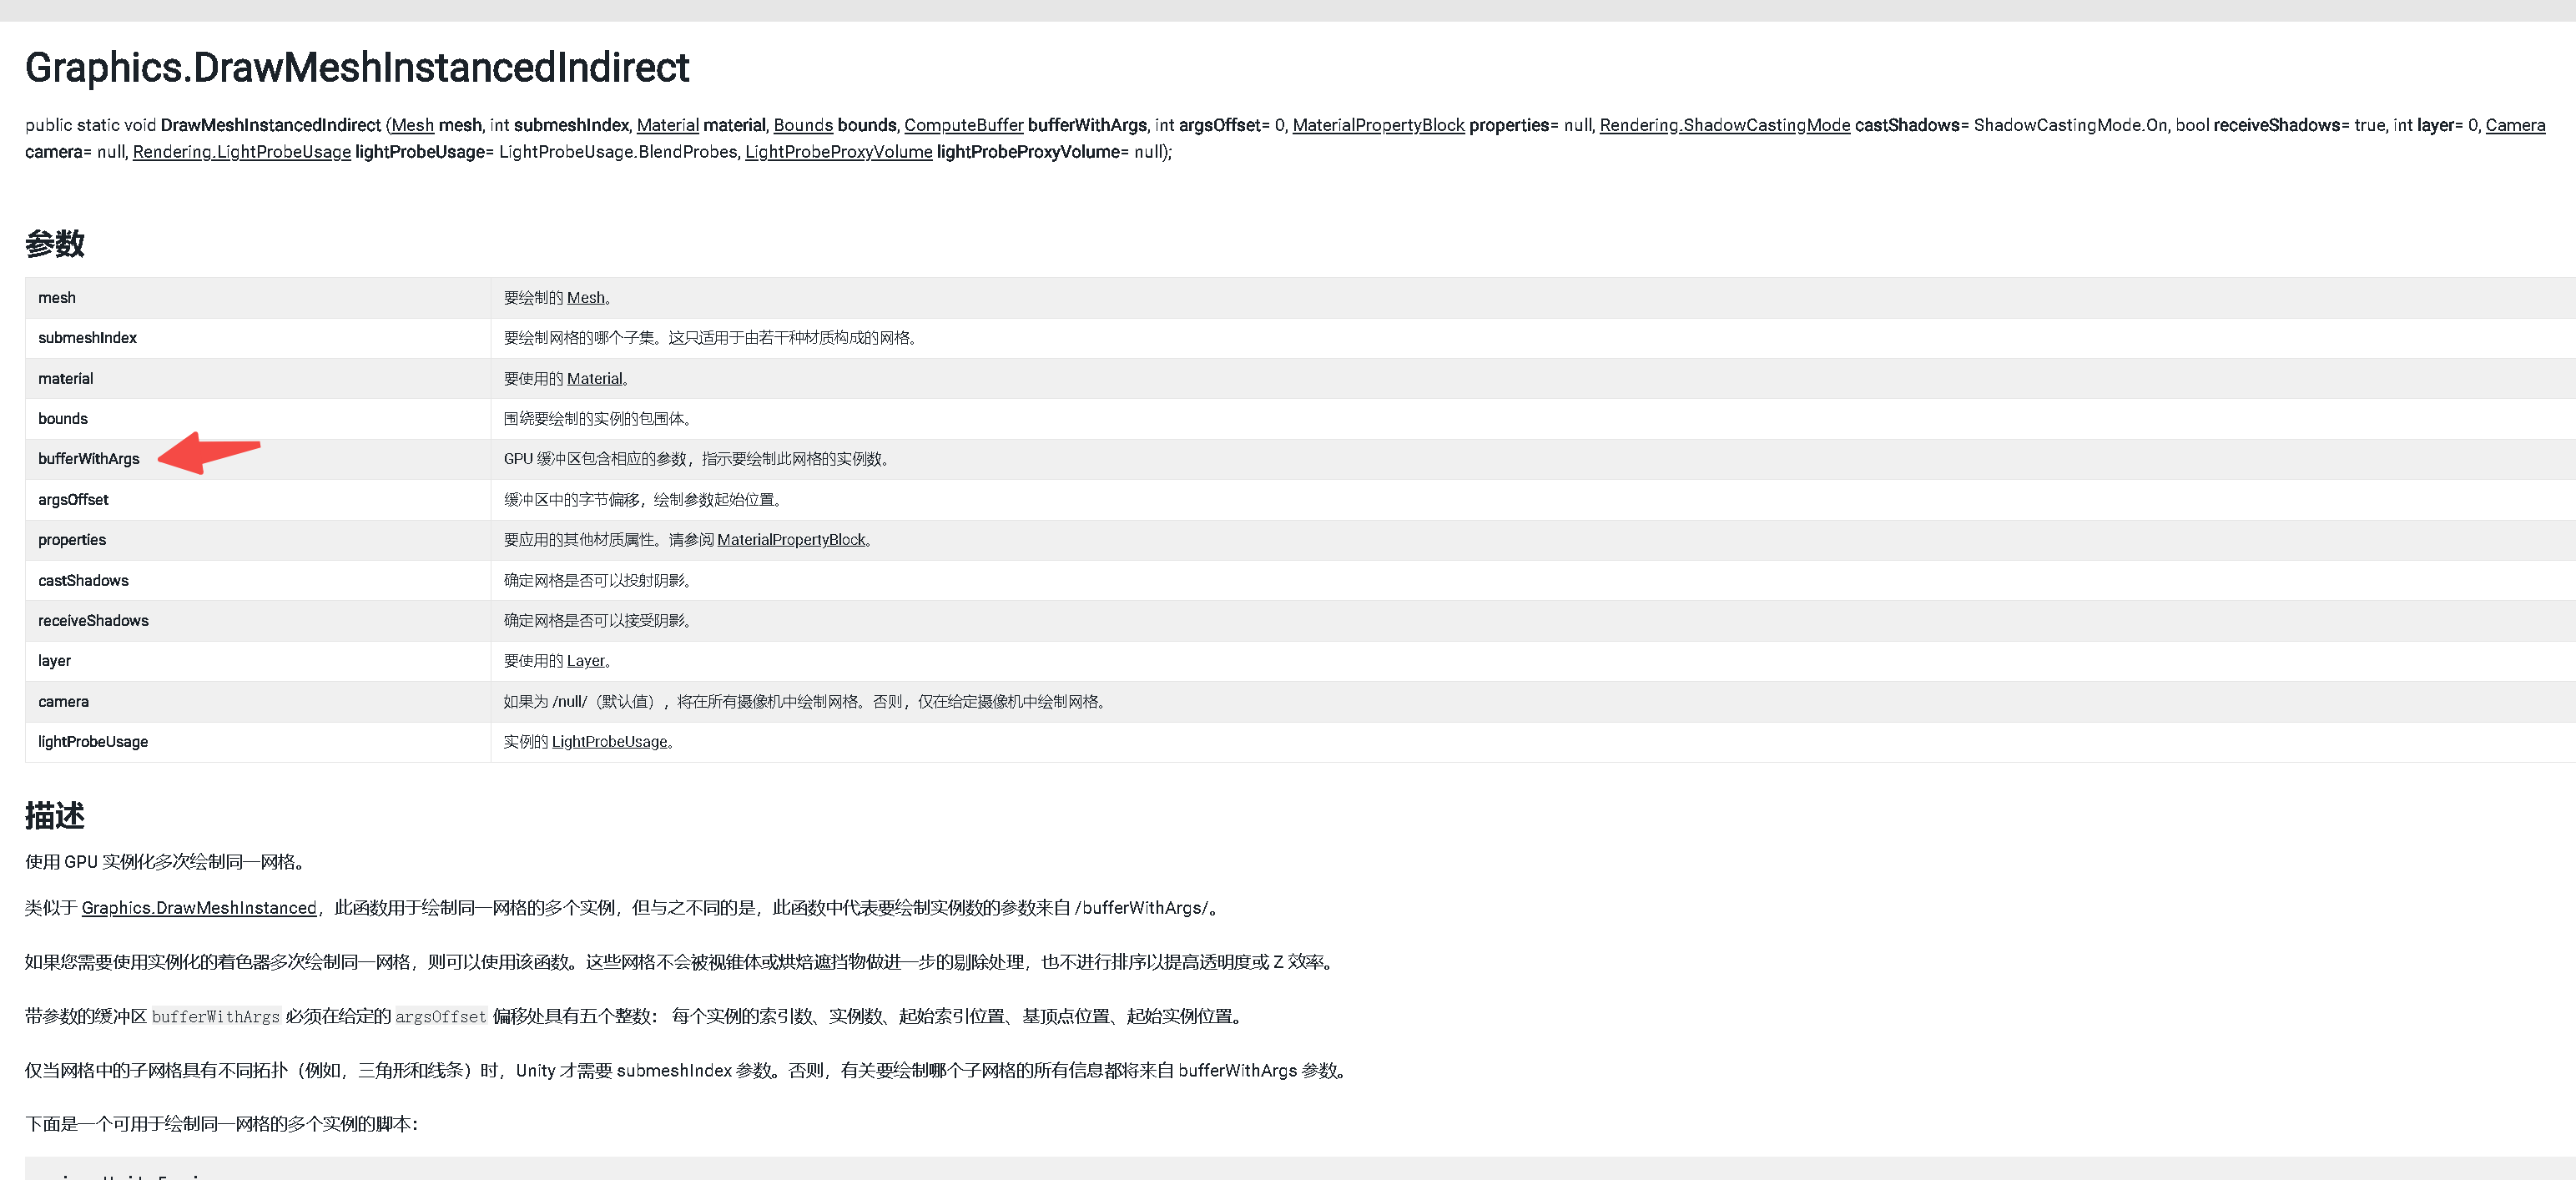 Graphics.DrawMeshInstancedIndirect
public static void DrawMeshInstancedIndirect (Mesh mesh, int submeshIndex, Material material, Bounds bounds, ComputeBuffer bufferWithArgs, int argsOffset= 0, MaterialPropertyBlock properties= null, Rendering.ShadowCastingMode castShadows= ShadowCastingMode.On, bool receiveShadows= true, int layer= 0, Camera
camera= null, Rendering.LightProbeUsage lightProbeUsage= LightProbeUsage.BlendProbes, LightProbeProxyVolume lightProbeProxyVolume= null);
参数
mesh 要绘制的 Mesh。
submeshIndex 要绘制网格的哪个子集。这只适用于由若干种材质构成的网格。
material 要使用的 Material。
bounds 围绕要绘制的实例的包围体。
bufferWithArgs GPU 缓冲区包含相应的参数，指示要绘制此网格的实例数。
argsOffset 缓冲区中的字节偏移，绘制参数起始位置。
properties 要应用的其他材质属性。请参阅 MaterialPropertyBlock。
castShadows 确定网格是否可以投射阴影。
receiveShadows 确定网格是否可以接受阴影。
layer 要使用的 Layer。
camera 如果为 /null/（默认值），将在所有摄像机中绘制网格。否则，仅在给定摄像机中绘制网格。
lightProbeUsage 实例的 LightProbeUsage。
描述
使用 GPU 实例化多次绘制同一网格。
类似于 Graphics.DrawMeshInstanced，此函数用于绘制同一网格的多个实例，但与之不同的是，此函数中代表要绘制实例数的参数来自 /bufferWithArgs/。
如果您需要使用实例化的着色器多次绘制同一网格，则可以使用该函数。这些网格不会被视锥体或烘焙遮挡物做进一步的剔除处理，也不进行排序以提高透明度或 Z 效率。
带参数的缓冲区 bufferWithArgs 必须在给定的 argsOffset 偏移处具有五个整数： 每个实例的索引数、实例数、起始索引位置、基顶点位置、起始实例位置。
仅当网格中的子网格具有不同拓扑（例如，三角形和线条）时，Unity 才需要 submeshIndex 参数。否则，有关要绘制哪个子网格的所有信息都将来自 bufferWithArgs 参数。
下面是一个可用于绘制同一网格的多个实例的脚本：